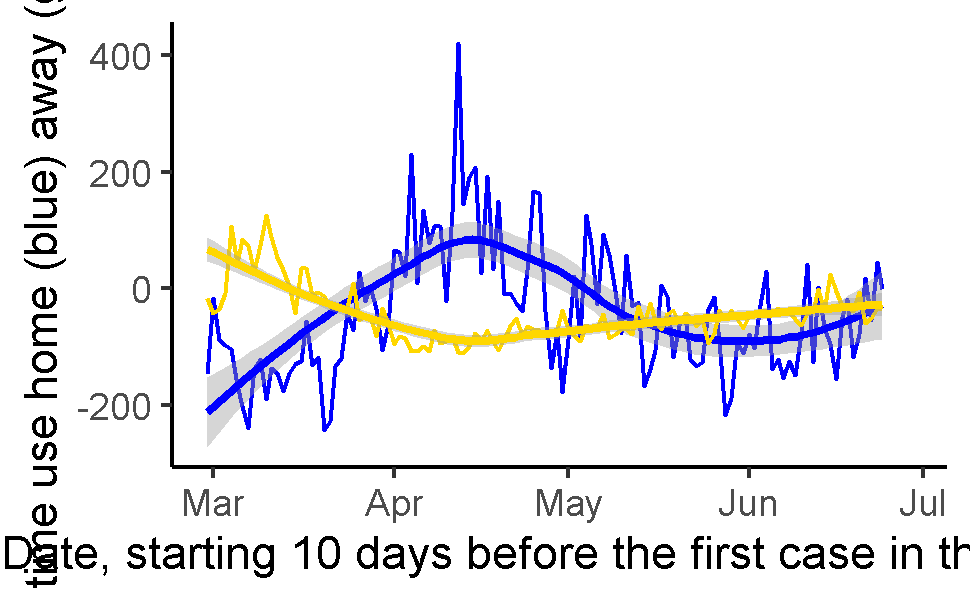 time use home (blue) away (
400
200
0
-200
Mar Apr May Jun Jul
Date, starting 10 days before the first case in th